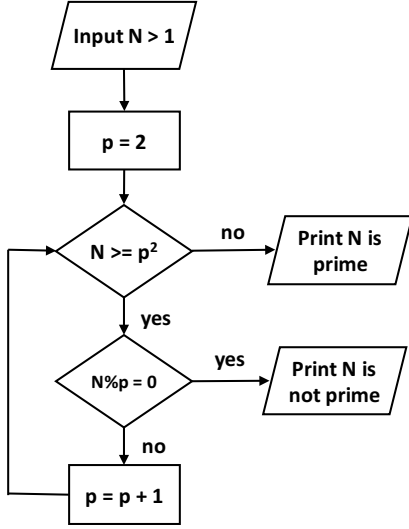 Input N > 1
p = 2
N >= p²
no
Print N is
prime
yes
N%p = 0
yes
Print N is
not prime
no
p = p + 1